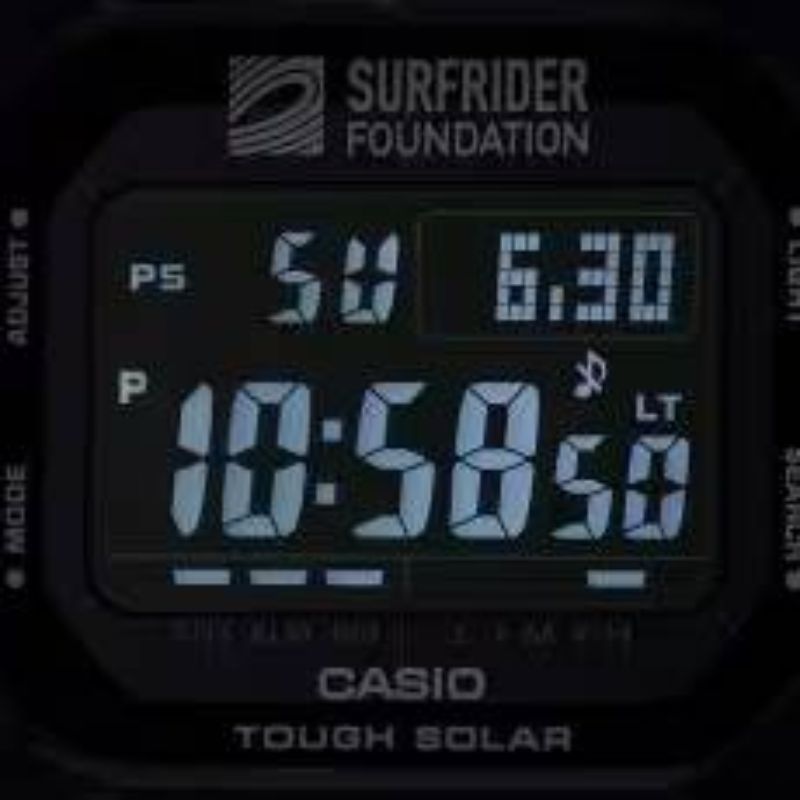 SURFRIDER
FOUNDATION
ADJUST
LIGHT
PS SU 6.30
P 10:58 50
LT
MODE
SEARCH
CASIO
TOUGH SOLAR